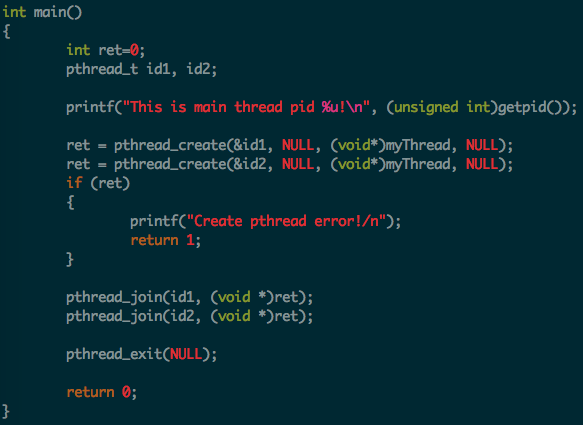 int main()
{
        int ret=0;
        pthread_t id1, id2;

        printf("This is main thread pid %u!\n", (unsigned int)getpid());

        ret = pthread_create(&id1, NULL, (void*)myThread, NULL);
        ret = pthread_create(&id2, NULL, (void*)myThread, NULL);
        if (ret)
        {
                printf("Create pthread error!/n");
                return 1;
        }

        pthread_join(id1, (void *)ret);
        pthread_join(id2, (void *)ret);

        pthread_exit(NULL);

        return 0;
}